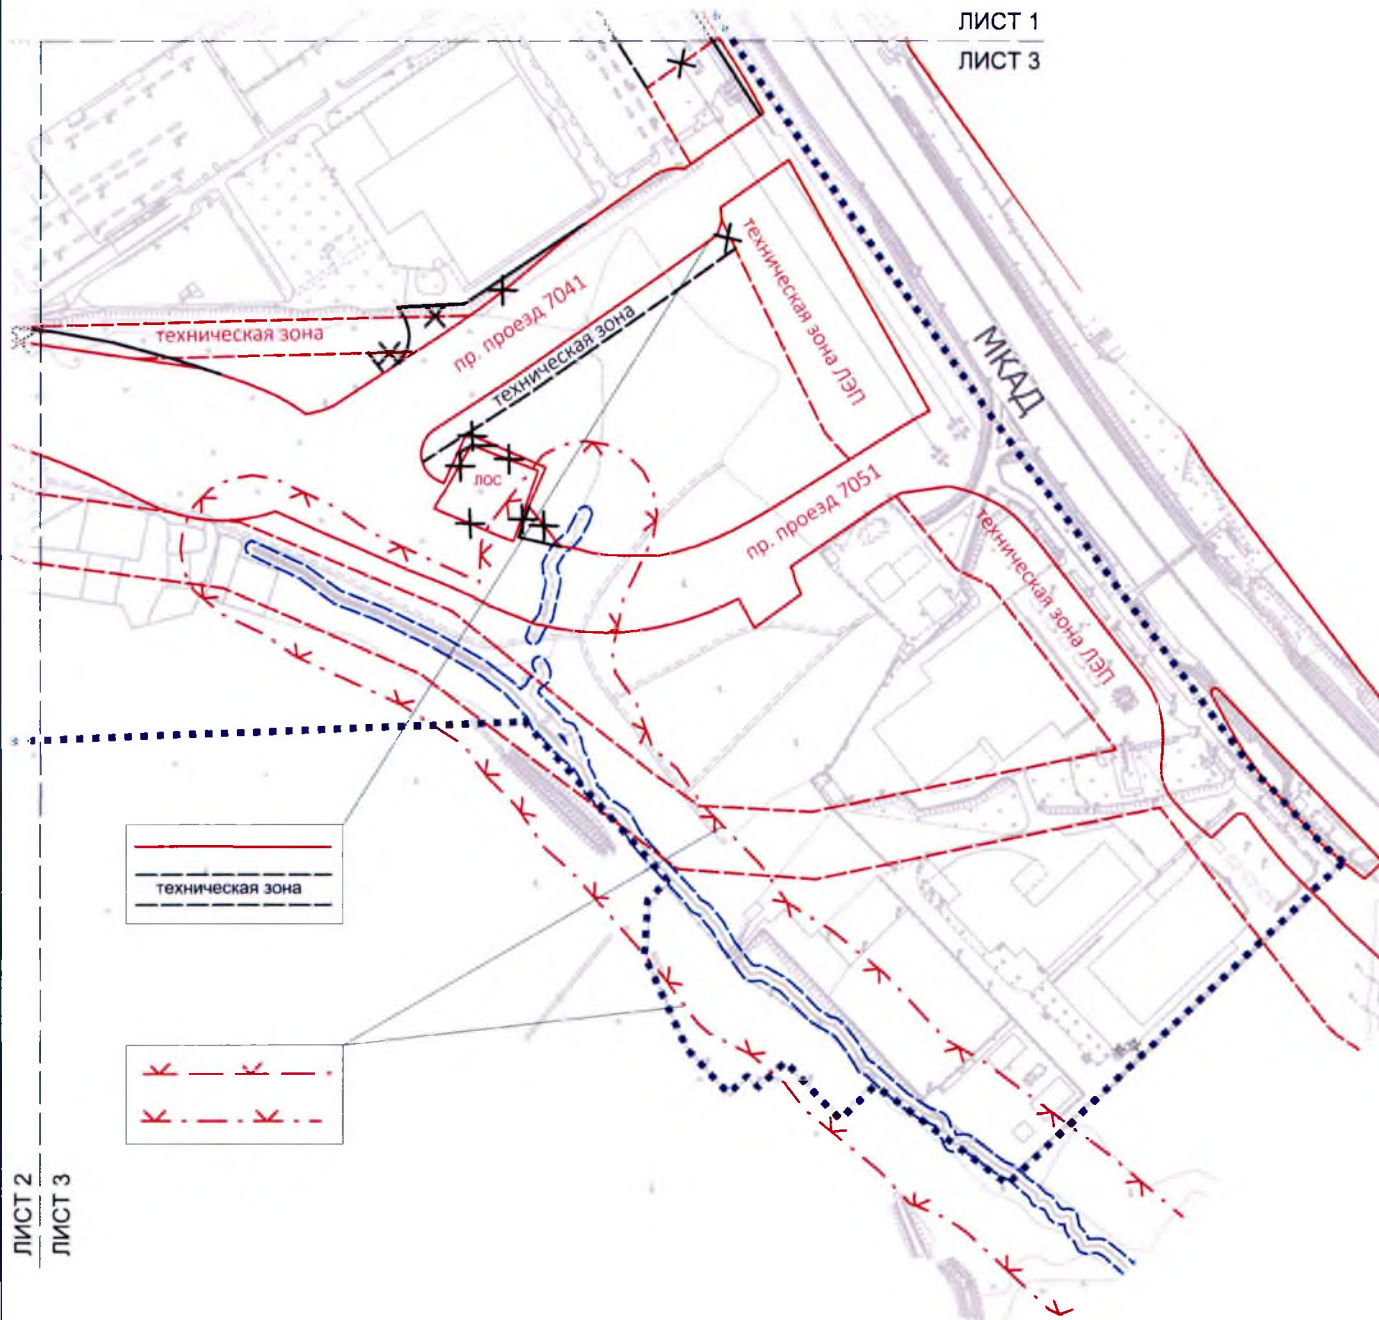 ЛИСТ 1
ЛИСТ 3
техническая зона ЛЭП
пр. проезд 7041
техническая зона
техническая зона
МКАД
ЛОС
пр. проезд 7051
техническая зона ЛЭП
техническая зона
ЛИСТ 2
ЛИСТ 3